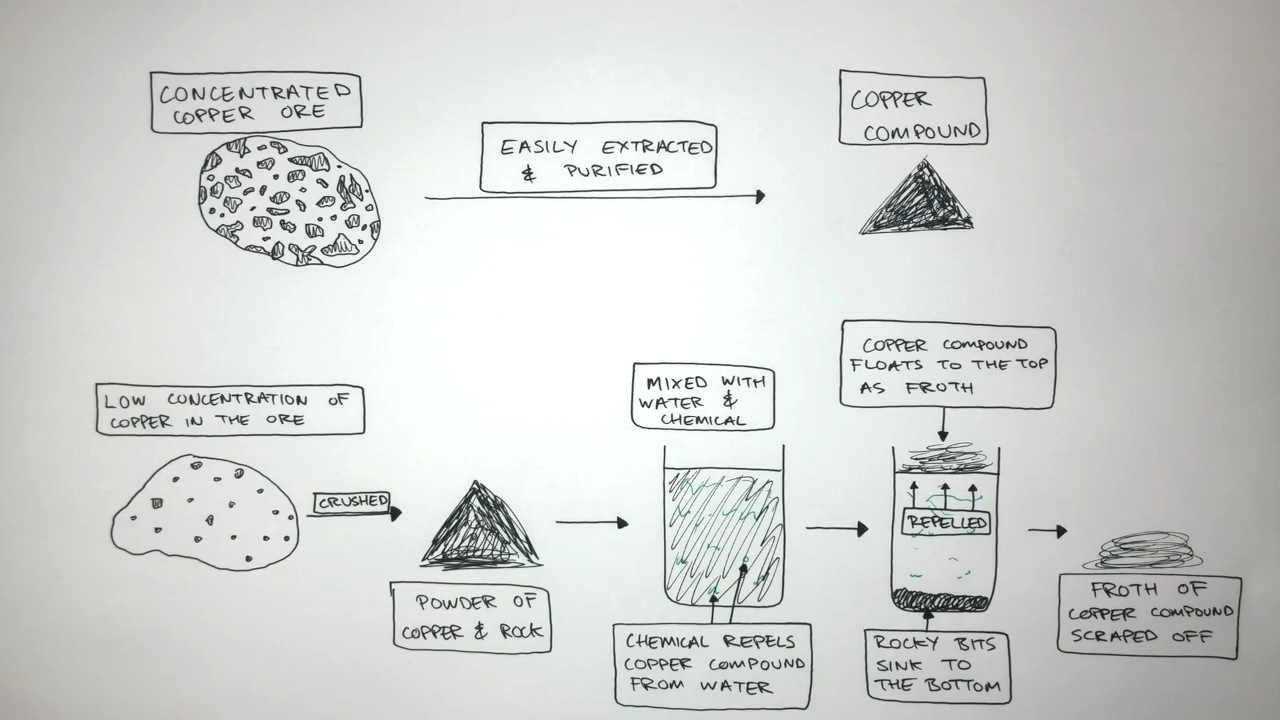 CONCENTRATED
COPPER ORE
EASILY EXTRACTED
& PURIFIED
COPPER
COMPOUND
LOW CONCENTRATION OF
COPPER IN THE ORE
CRUSHED
POWDER OF
COPPER & ROCK
MIXED WITH
WATER &
CHEMICAL
CHEMICAL REPELS
COPPER COMPOUND
FROM WATER
COPPER COMPOUND
FLOATS TO THE TOP
AS FROTH
REPELLED
ROCKY BITS
SINK TO
THE BOTTOM
FROTH OF
COPPER COMPOUND
SCRAPED OFF